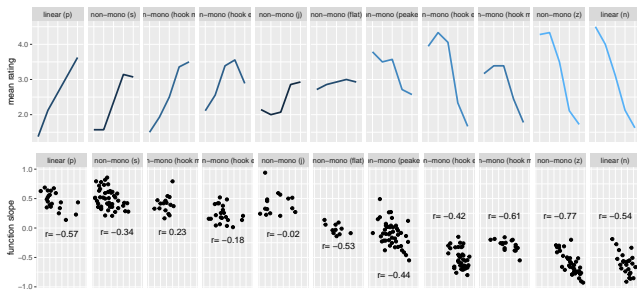 linear (p) non−mono (s) n−mono (hook m non−mono (hook e non−mono (j) non−mono (flat) on−mono (peake n−mono (hook e n−mono (hook m non−mono (z) linear (n)
mean rating
4.0
3.0
2.0
linear (p) non−mono (s) n−mono (hook m non−mono (hook e non−mono (j) non−mono (flat) on−mono (peake n−mono (hook e n−mono (hook m non−mono (z) linear (n)
function slope
1.0
0.5
0.0
−0.5
−1.0
r= −0.57 r= −0.34 r= 0.23 r= −0.18 r= −0.02 r= −0.53 r= −0.44 r= −0.42 r= −0.61 r= −0.77 r= −0.54